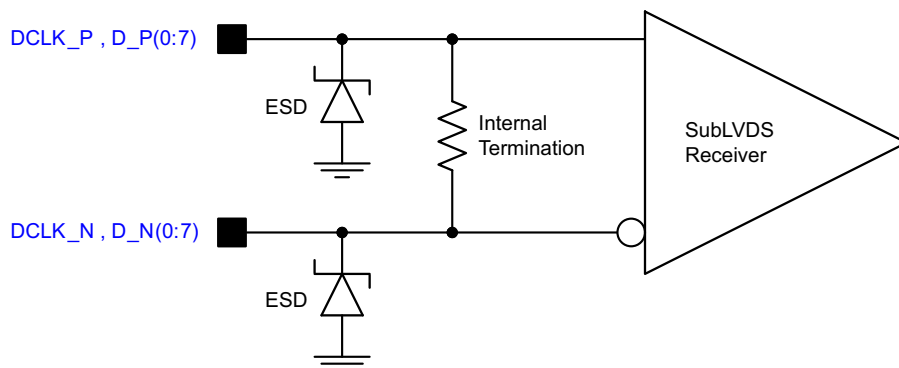 DCLK_P , D_P(0:7)
ESD
Internal
Termination
SubLVDS
Receiver
DCLK_N , D_N(0:7)
ESD